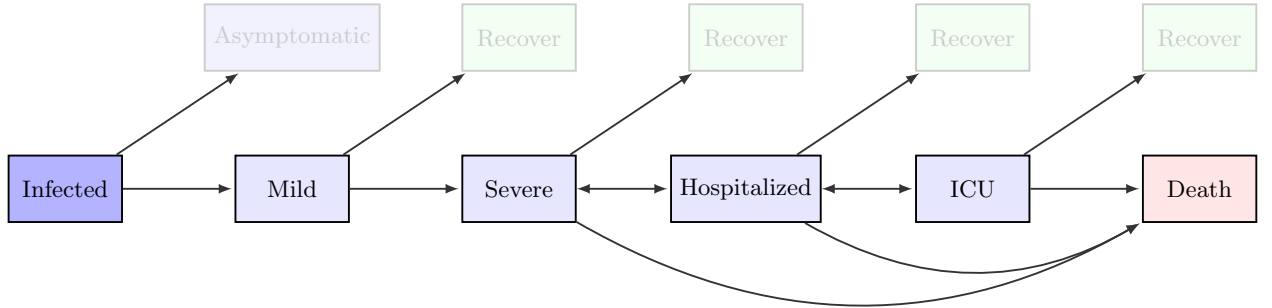 Asymptomatic
Recover
Recover
Recover
Recover
Infected
Mild
Severe
Hospitalized
ICU
Death